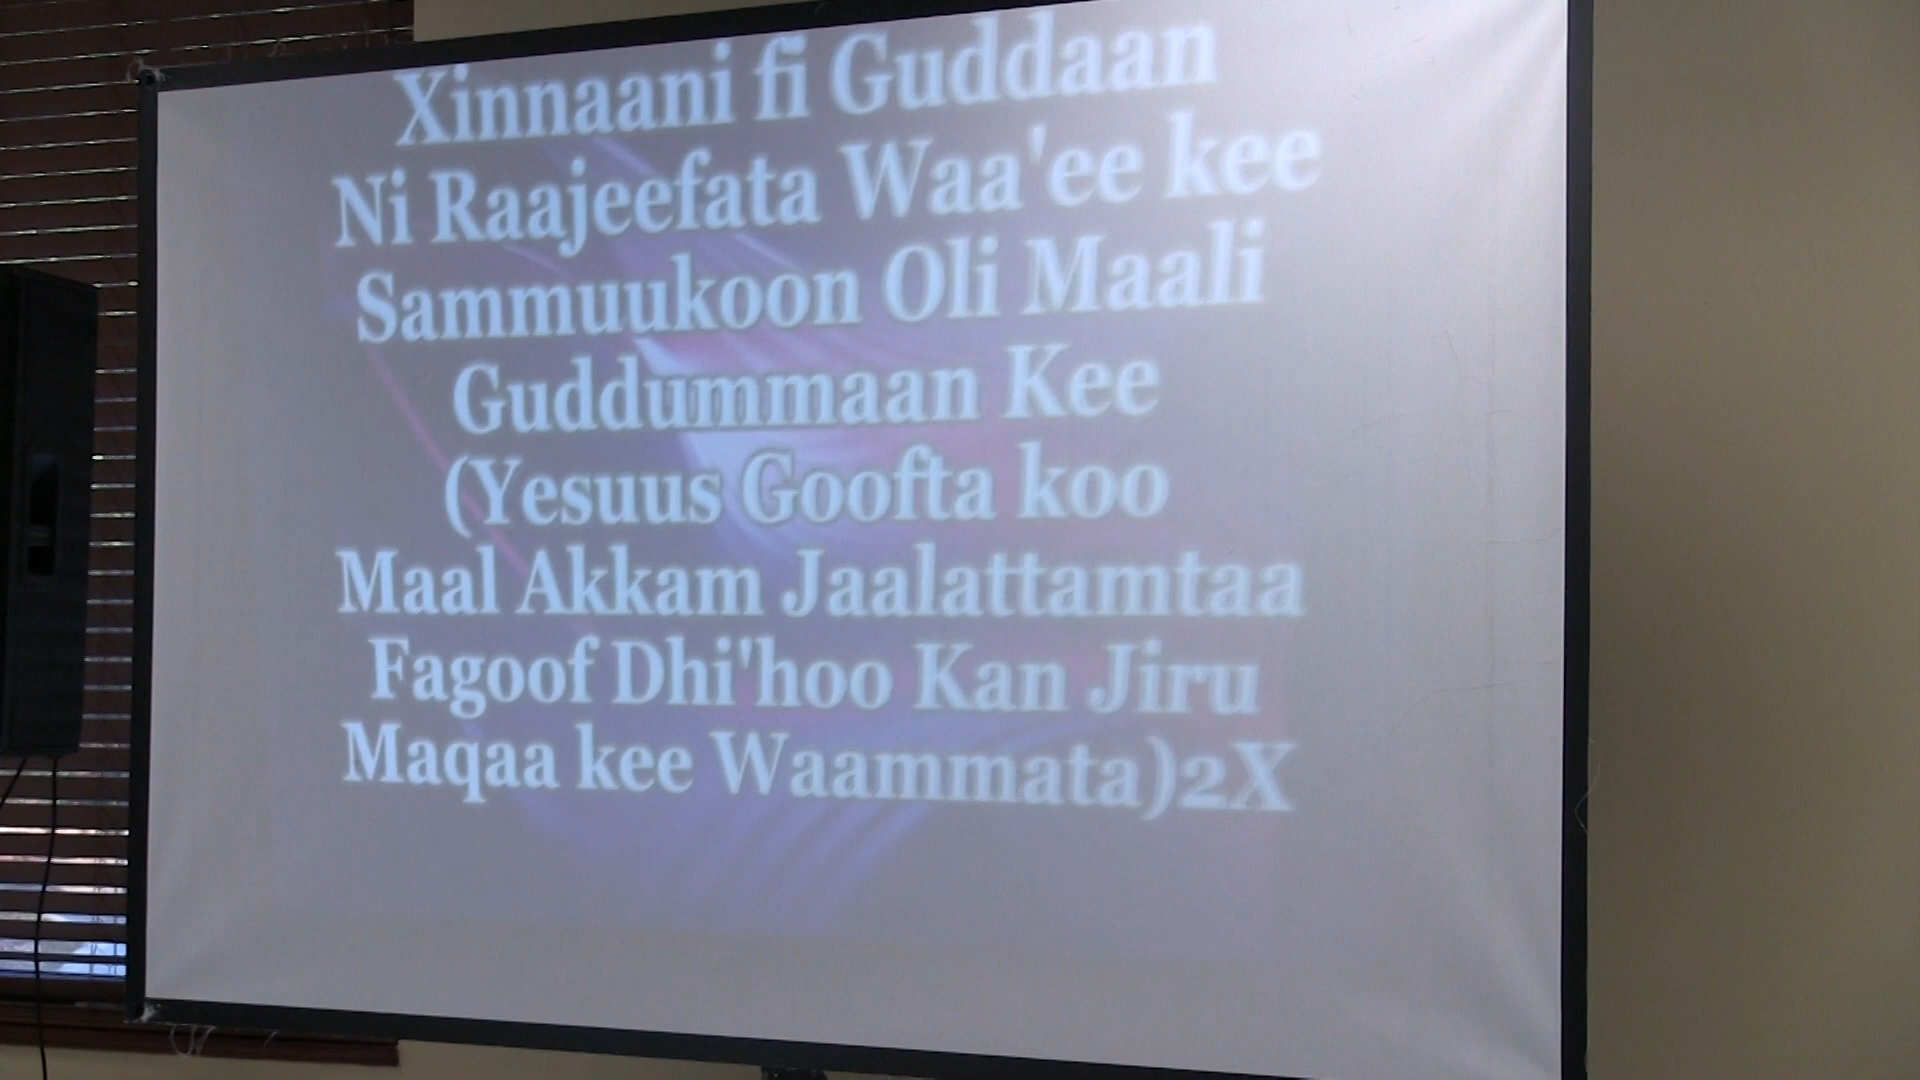 Xinnaani fi Guddaan
Ni Raajeefata Waa'ee kee
Sammuukoon Oli Maali
Guddummaan Kee
(Yesuus Goofta koo
Maal Akkam Jaalattamtaa
Fagoof Dhi'hoo Kan Jiru
Maqaa kee Waammata)2X